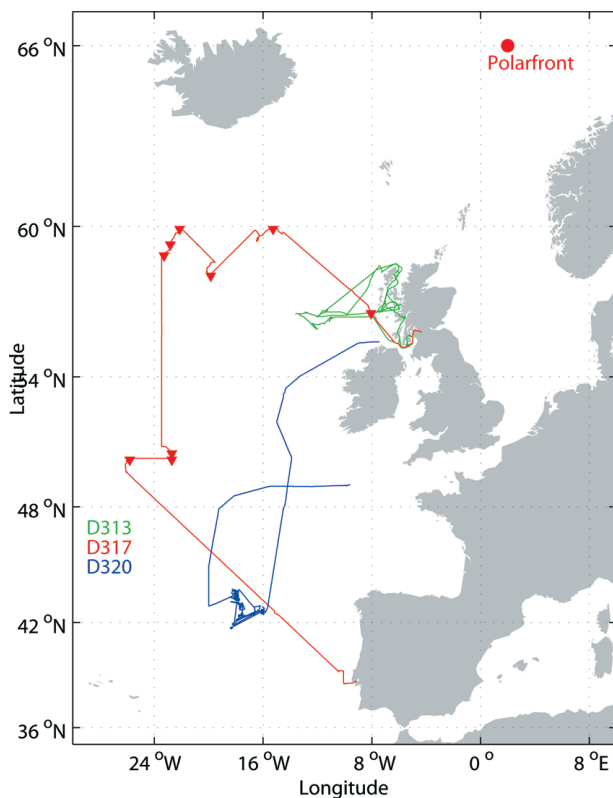 66 °N
Polarfront
60 °N
54 °N
Latitude
48 °N
D313
D317
D320
42 °N
36 °N
24 °W
16 °W
8 °W
0 °
8 °E
Longitude